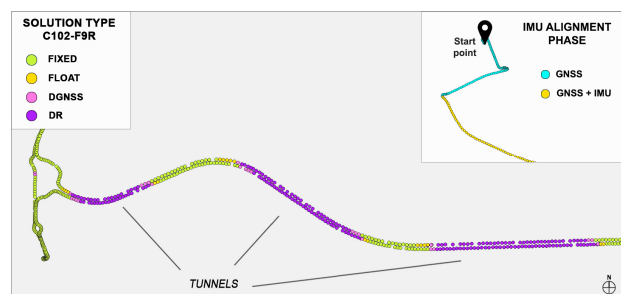 SOLUTION TYPE
C102-F9R
FIXED
FLOAT
DGNSS
DR
IMU ALIGNMENT
PHASE
Start
point
GNSS
GNSS + IMU
TUNNELS
N